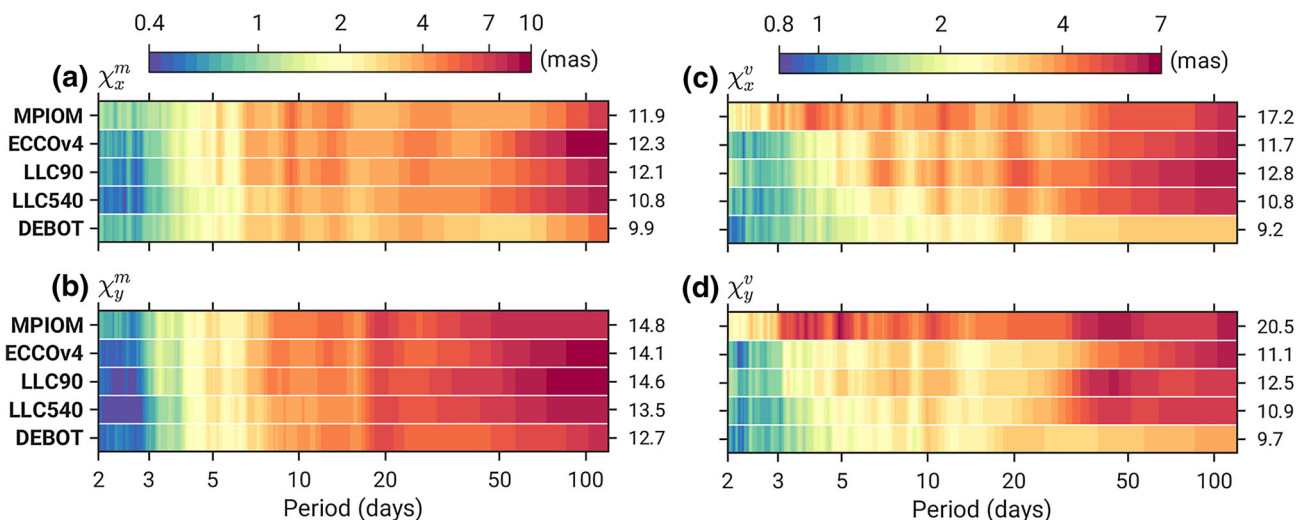 0.4 1 2 4 7 10 (mas)
0.8 1 2 4 7 (mas)
(a) χₓᵐ
MPIOM 11.9
ECCOv4 12.3
LLC90 12.1
LLC540 10.8
DEBOT 9.9
(c) χₓᵛ
17.2
11.7
12.8
10.8
9.2
(b) χᵧᵐ
MPIOM 14.8
ECCOv4 14.1
LLC90 14.6
LLC540 13.5
DEBOT 12.7
2 3 5 10 20 50 100
Period (days)
(d) χᵧᵛ
20.5
11.1
12.5
10.9
9.7
2 3 5 10 20 50 100
Period (days)